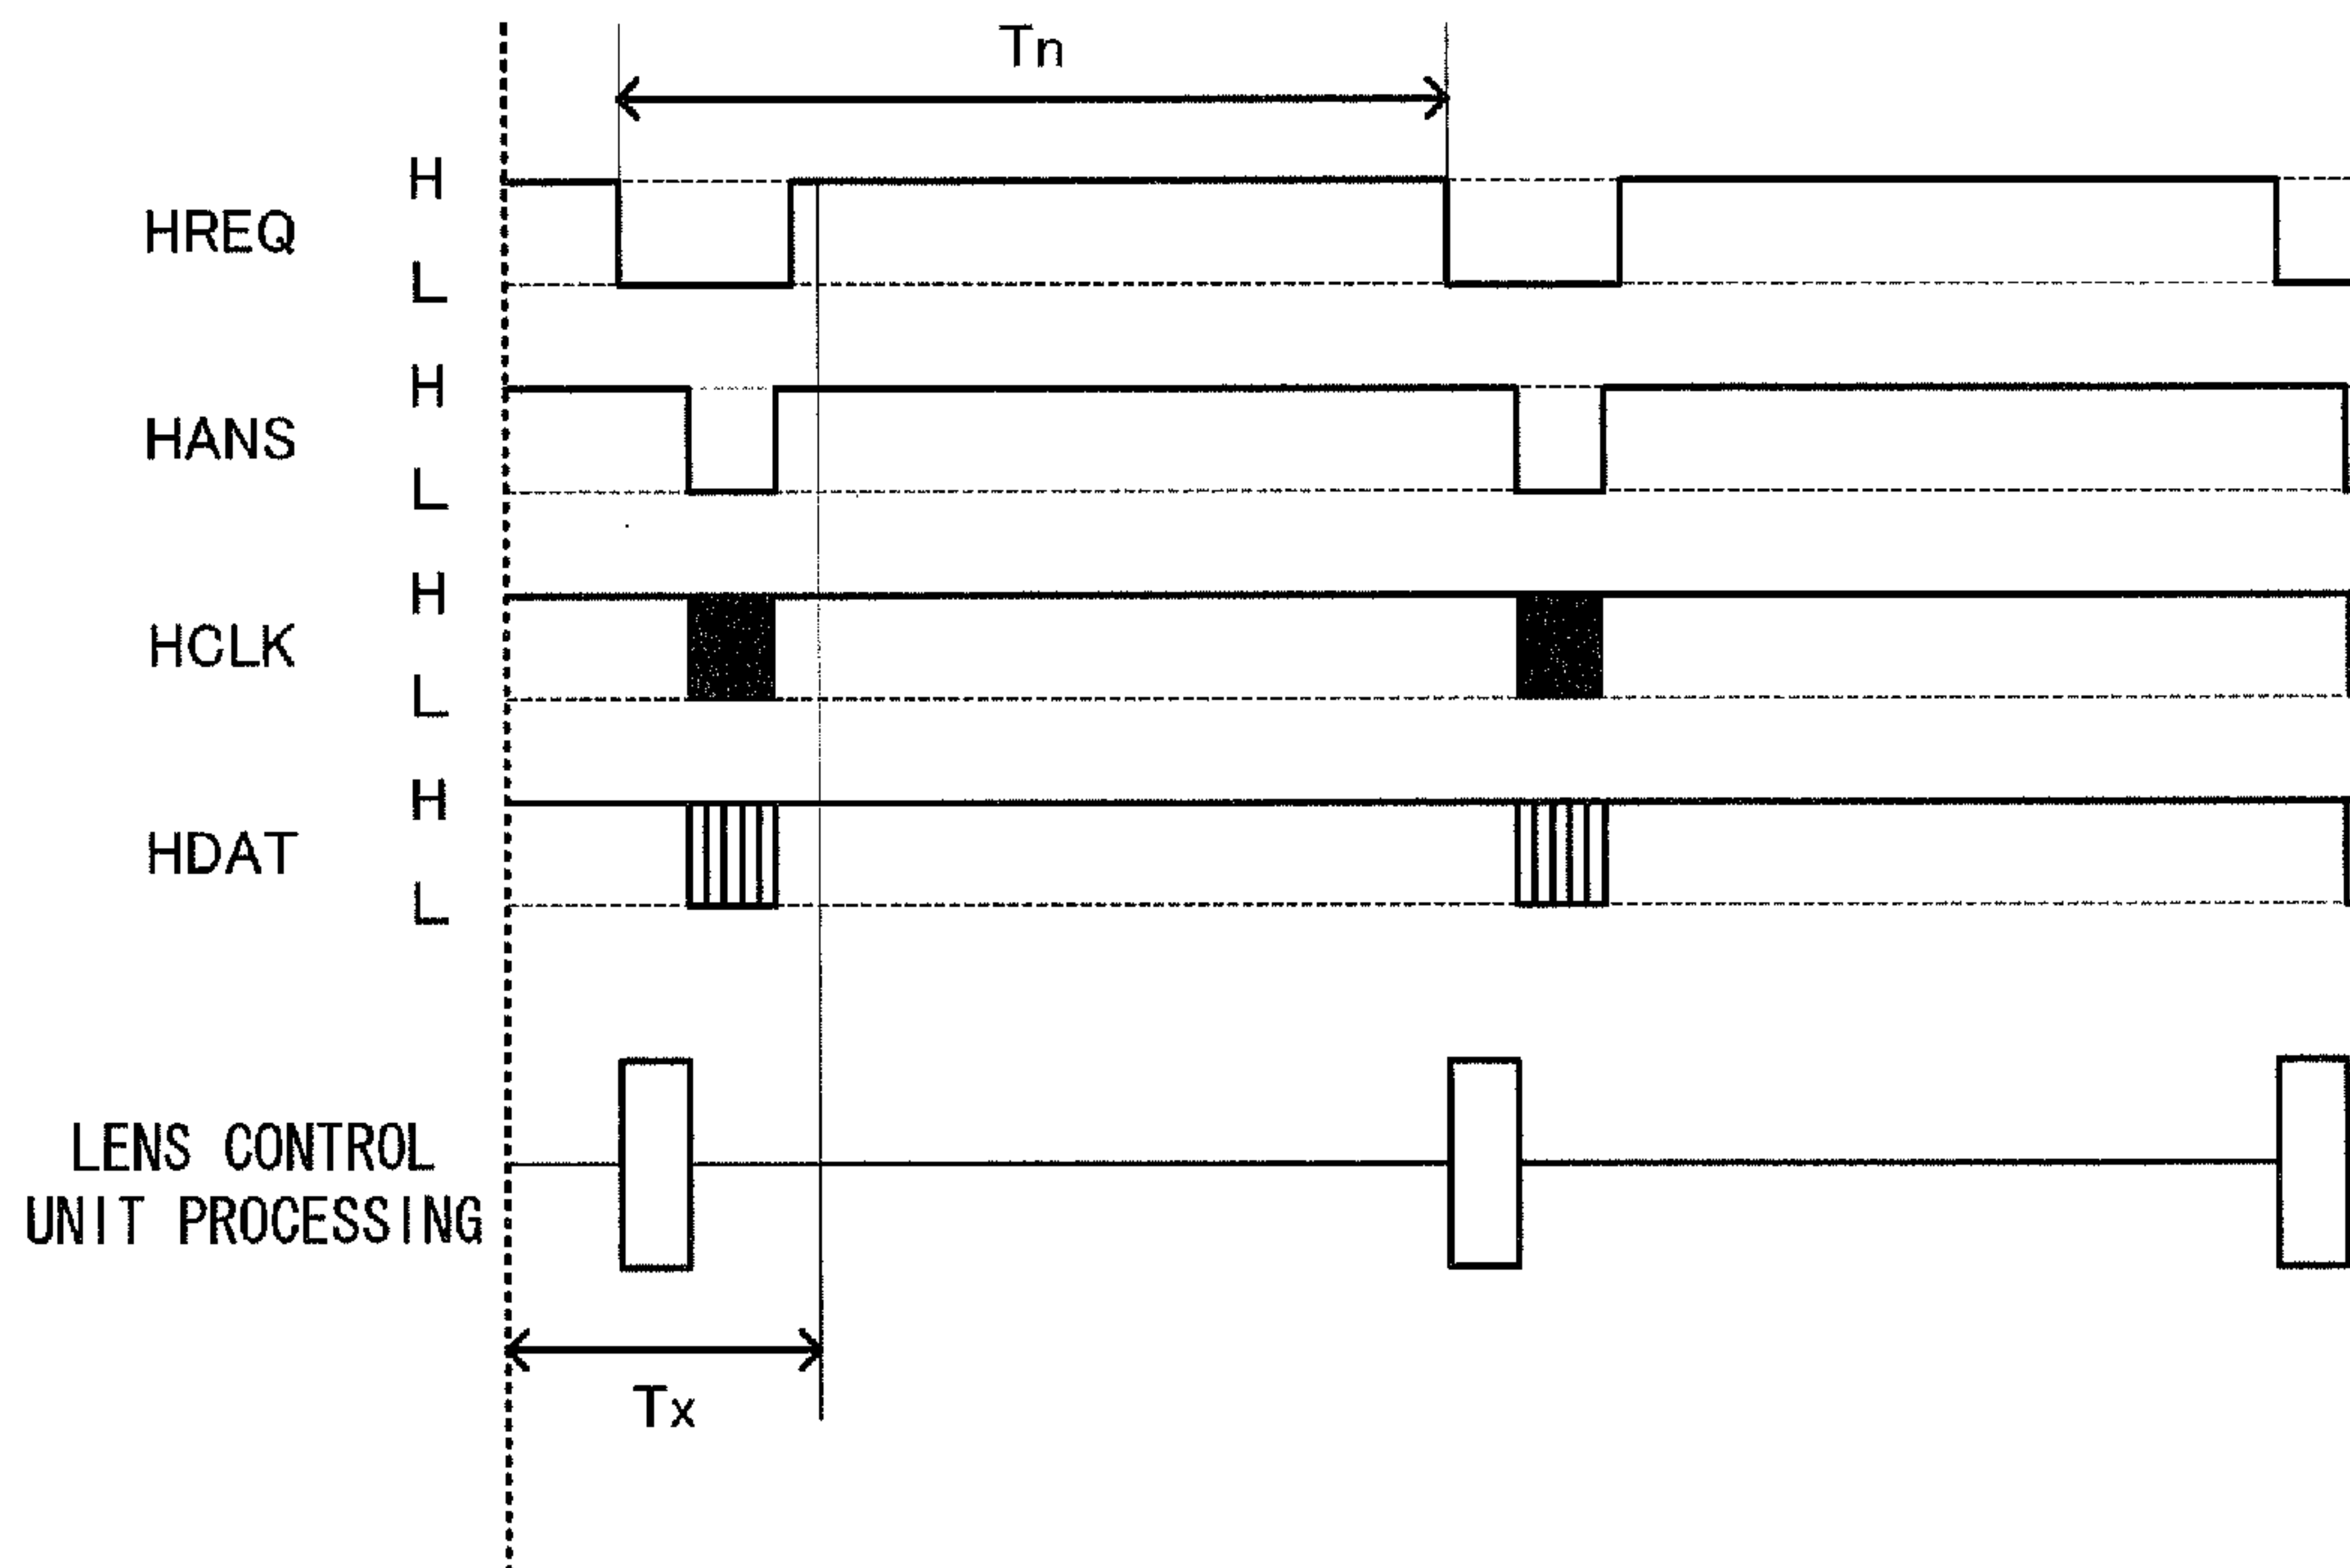 Tn
H
HREQ
L
H
HANS
L
H
HCLK
L
H
HDAT
L
LENS CONTROL
UNIT PROCESSING
Tx